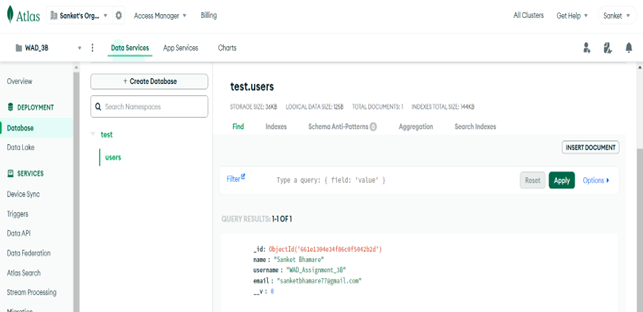 Atlas
Sanket's Org...
Access Manager
Billing
All Clusters
Get Help
Sanket
WAD_3B
Data Services
App Services
Charts
Overview
DEPLOYMENT
Database
Data Lake
SERVICES
Device Sync
Triggers
Data API
Data Federation
Atlas Search
Stream Processing
Migration
+ Create Database
Search Namespaces
test
users
test.users
STORAGE SIZE: 36KB LOGICAL DATA SIZE: 125B TOTAL DOCUMENTS: 1 INDEXES TOTAL SIZE: 144KB
Find
Indexes
Schema Anti-Patterns 0
Aggregation
Search Indexes
INSERT DOCUMENT
Filter
Type a query: { field: 'value' }
Reset
Apply
Options
QUERY RESULTS: 1-1 OF 1
_id: ObjectId('661e1304e34f86c0f5042b2d')
name: "Sanket Bhamare"
username: "WAD_Assignment_3B"
email: "sanketbhamare77@gmail.com"
__v: 0